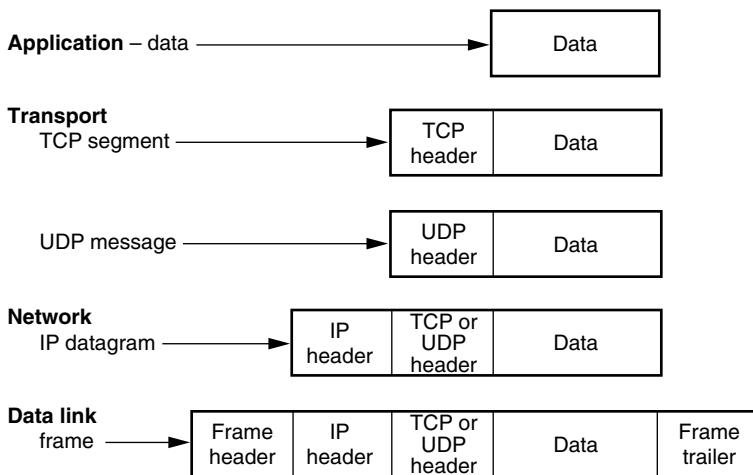 Application – data
Data
Transport
TCP segment
TCP
header
Data
UDP message
UDP
header
Data
Network
IP datagram
IP
header
TCP or
UDP
header
Data
Data link
frame
Frame
header
IP
header
TCP or
UDP
header
Data
Frame
trailer